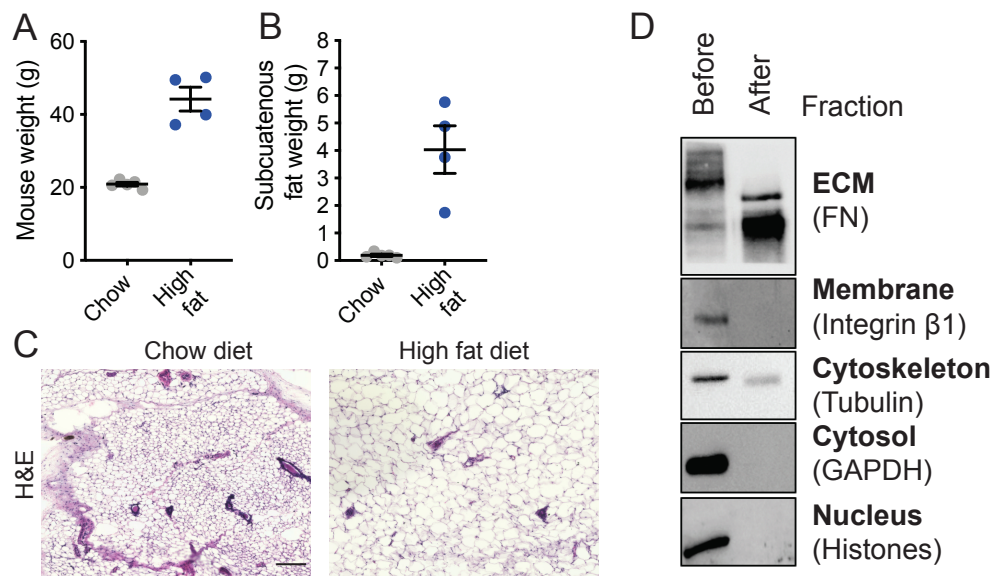 A
Mouse weight (g)
60
40
20
0
Chow
High
fat
B
Subcuatenous
fat weight (g)
8
7
6
5
4
3
2
1
0
Chow
High
fat
C
Chow diet
High fat diet
H&E
D
Before
After
Fraction
ECM
(FN)
Membrane
(Integrin β1)
Cytoskeleton
(Tubulin)
Cytosol
(GAPDH)
Nucleus
(Histones)